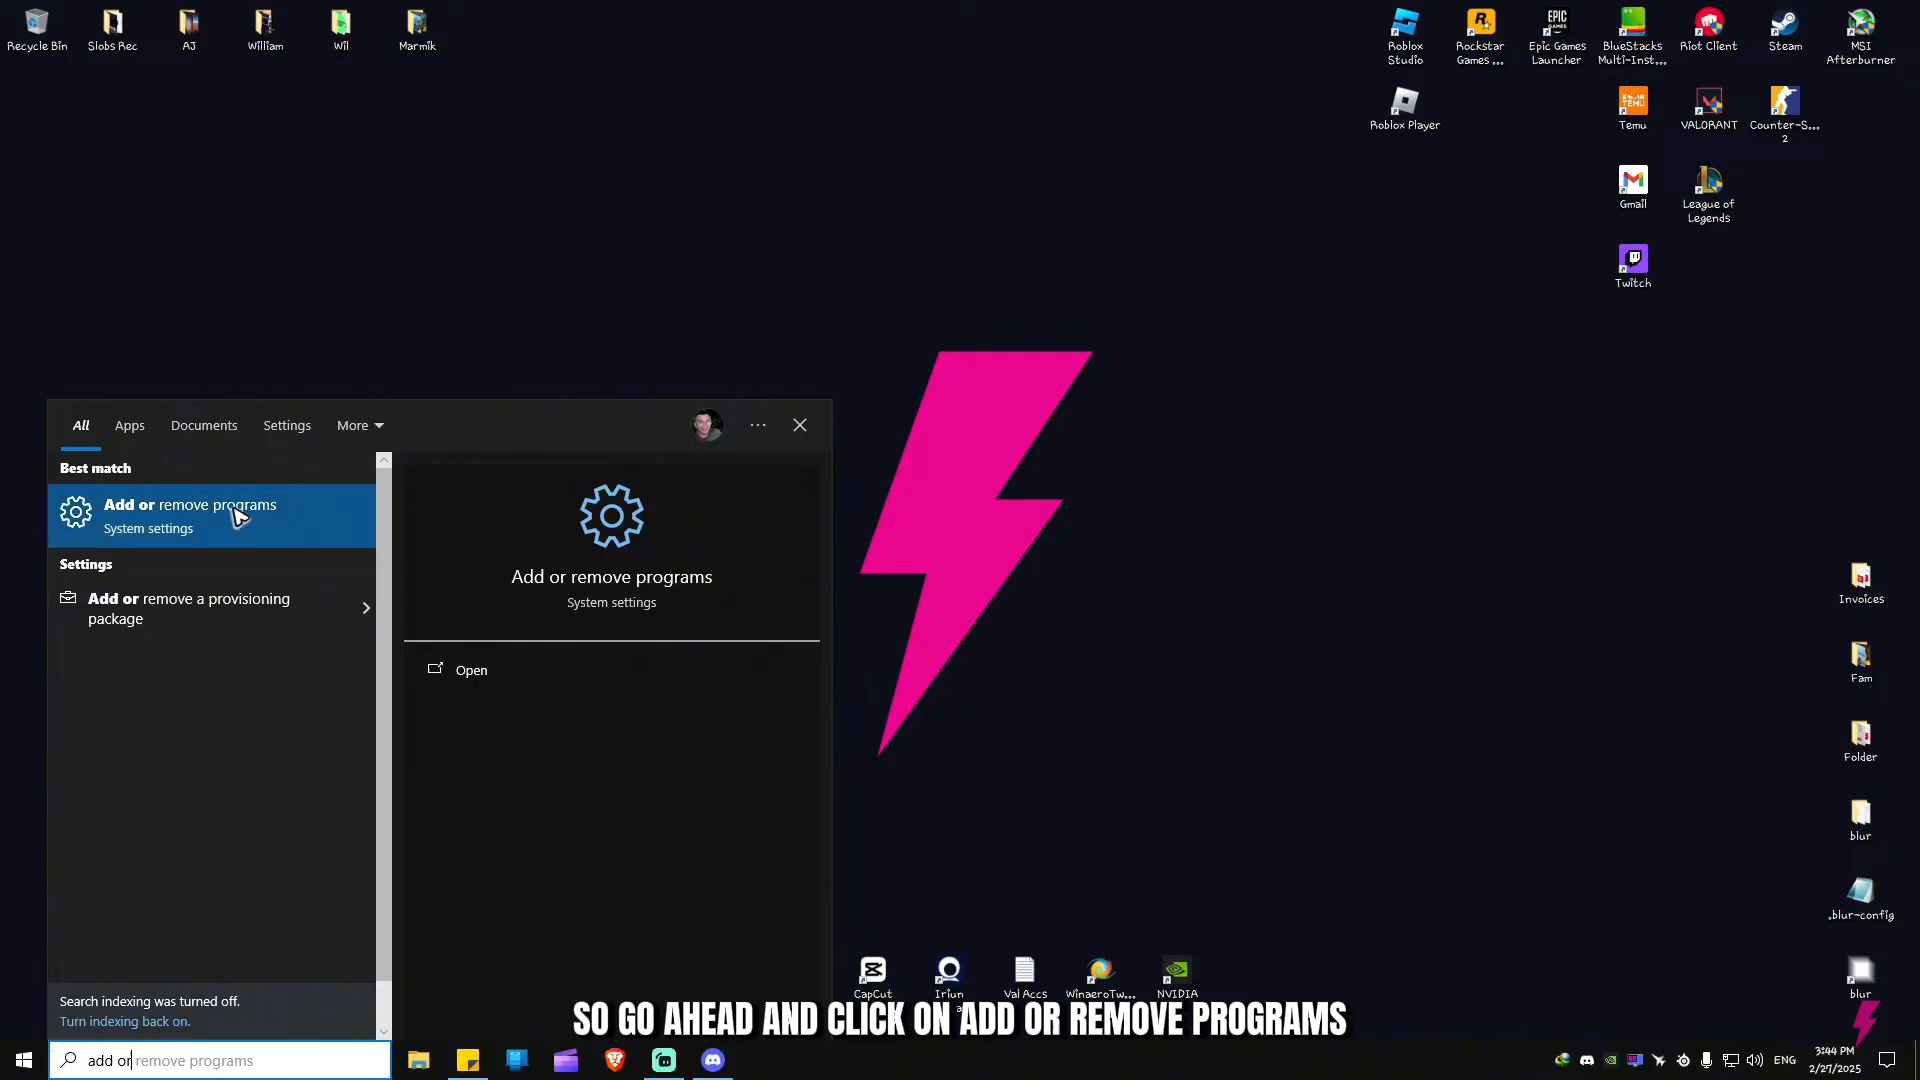 Recycle Bin
Slobs Rec
AJ
William
Wil
Marmik
Roblox
Studio
Rockstar
Games ...
EPIC
GAMES
Epic Games
Launcher
BlueStacks
Multi-Inst...
Riot Client
Steam
MSI
Afterburner
Roblox Player
TEMU
Temu
VALORANT
Counter-S...
2
Gmail
League of
Legends
Twitch
All
Apps
Documents
Settings
More
Best match
Add or remove programs
System settings
Settings
Add or remove a provisioning
package
Add or remove programs
System settings
Open
Invoices
Fam
Folder
blur
.blur-config
blur
Search indexing was turned off.
Turn indexing back on.
CapCut
Iriun
Val Accs
WinaeroTw...
NVIDIA
SO GO AHEAD AND CLICK ON ADD OR REMOVE PROGRAMS
add or remove programs
ENG
3:44 PM
2/27/2025